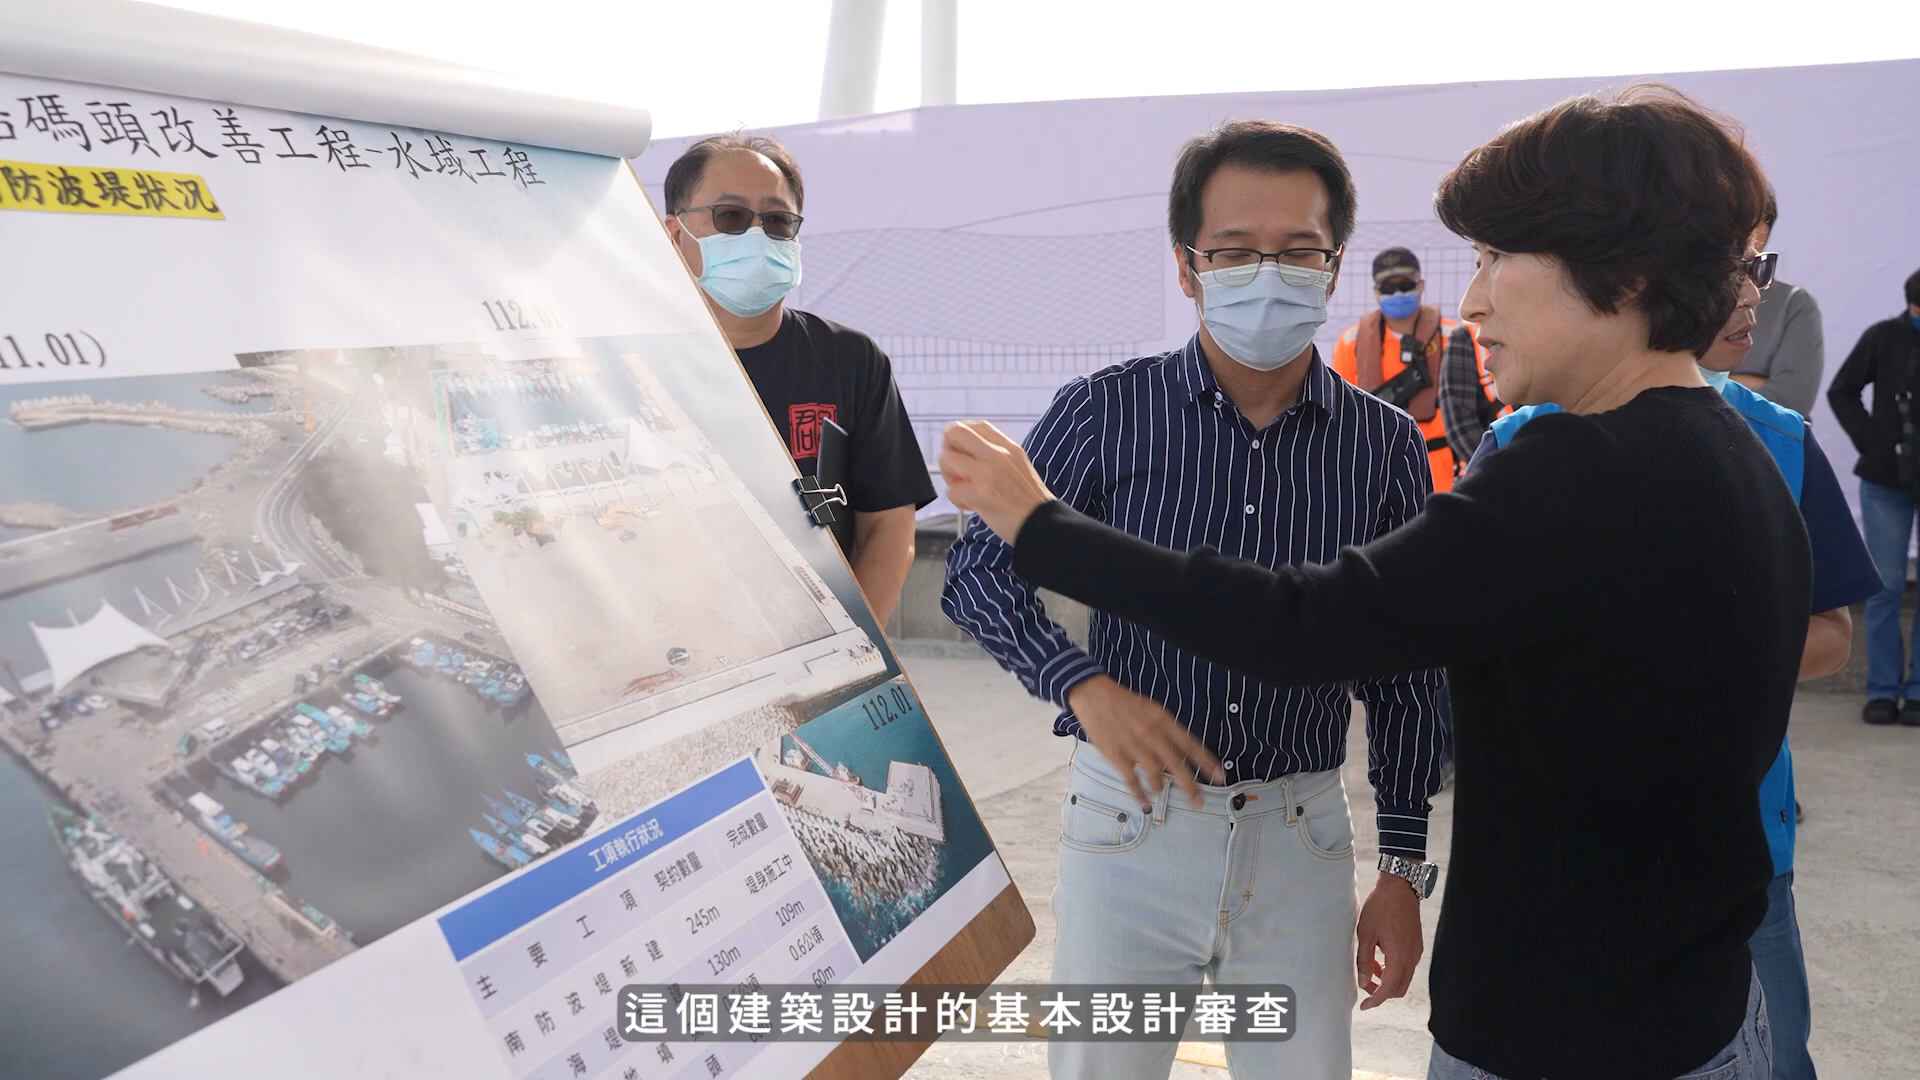 碼頭改善工程-水域工程
防波堤狀況
11.01)
112.01
君
112.01
工項執行狀況
主要工項 契約數量 完成數量
南防波堤新建 245m 堤身施工中
130m 109m
0.6公頃
60m
這個建築設計的基本設計審查